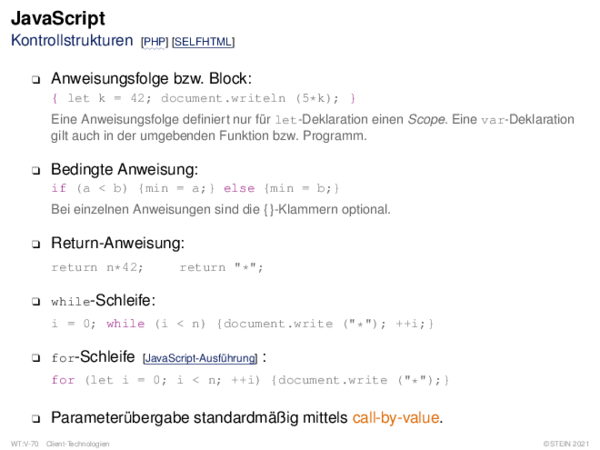 JavaScript
Kontrollstrukturen [PHP] [SELFHTML]
❑ Anweisungsfolge bzw. Block:
{ let k = 42; document.writeln (5*k); }
Eine Anweisungsfolge definiert nur für let-Deklaration einen Scope. Eine var-Deklaration
gilt auch in der umgebenden Funktion bzw. Programm.
❑ Bedingte Anweisung:
if (a < b) {min = a;} else {min = b;}
Bei einzelnen Anweisungen sind die {}-Klammern optional.
❑ Return-Anweisung:
return n*42; return "*";
❑ while-Schleife:
i = 0; while (i < n) {document.write ("*"); ++i;}
❑ for-Schleife [JavaScript-Ausführung] :
for (let i = 0; i < n; ++i) {document.write ("*");}
❑ Parameterübergabe standardmäßig mittels call-by-value.
WT:V-70 Client-Technologien ©STEIN 2021